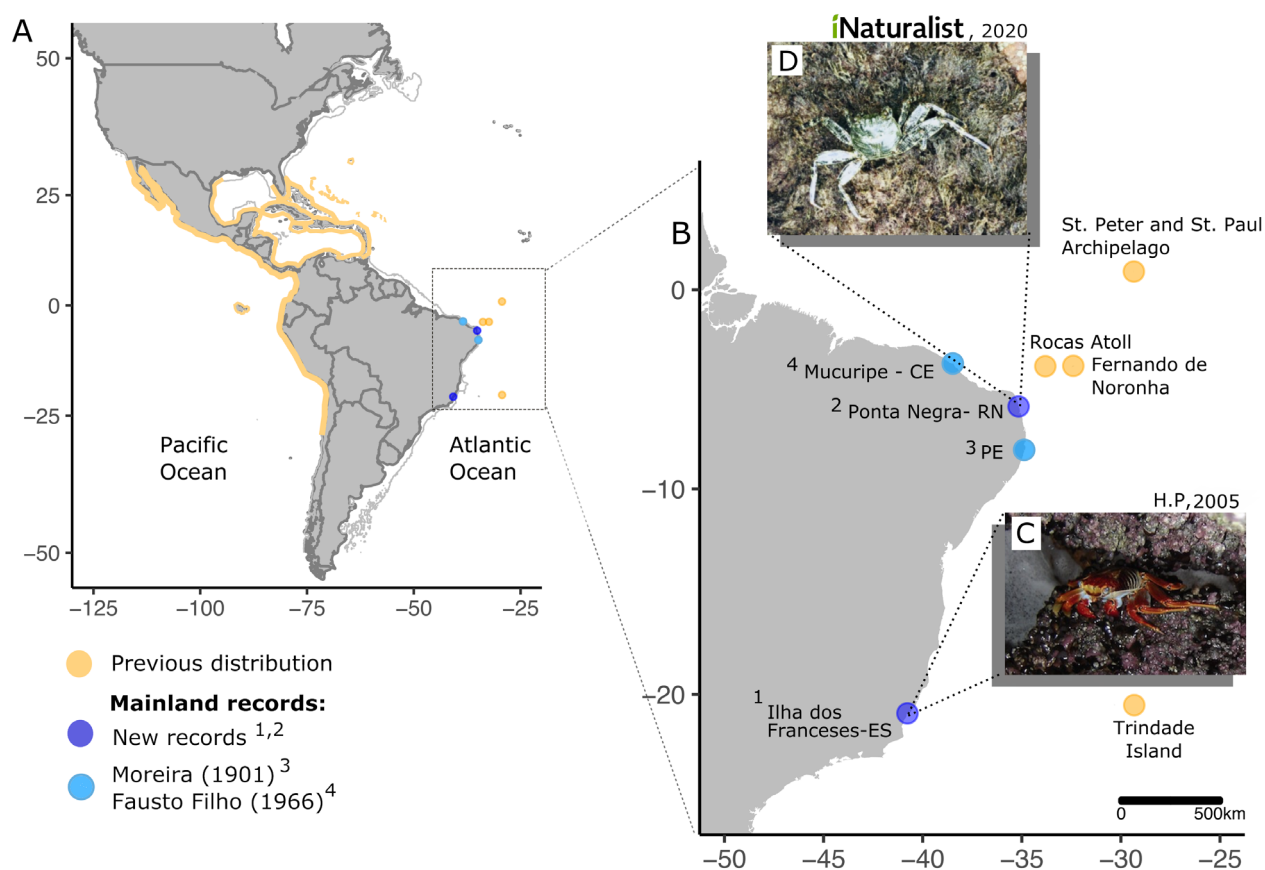 A
50
25
0
−25
−50
−125
−100
−75
−50
−25
Pacific
Ocean
Atlantic
Ocean
Previous distribution
Mainland records:
New records 1,2
Moreira (1901) 3
Fausto Filho (1966) 4
iNaturalist , 2020
D
B
0
−10
−20
−50
−45
−40
−35
−30
−25
St. Peter and St. Paul
Archipelago
Rocas Atoll
Fernando de
Noronha
4 Mucuripe - CE
2 Ponta Negra- RN
3 PE
H.P,2005
C
1 Ilha dos
Franceses-ES
Trindade
Island
0 500km